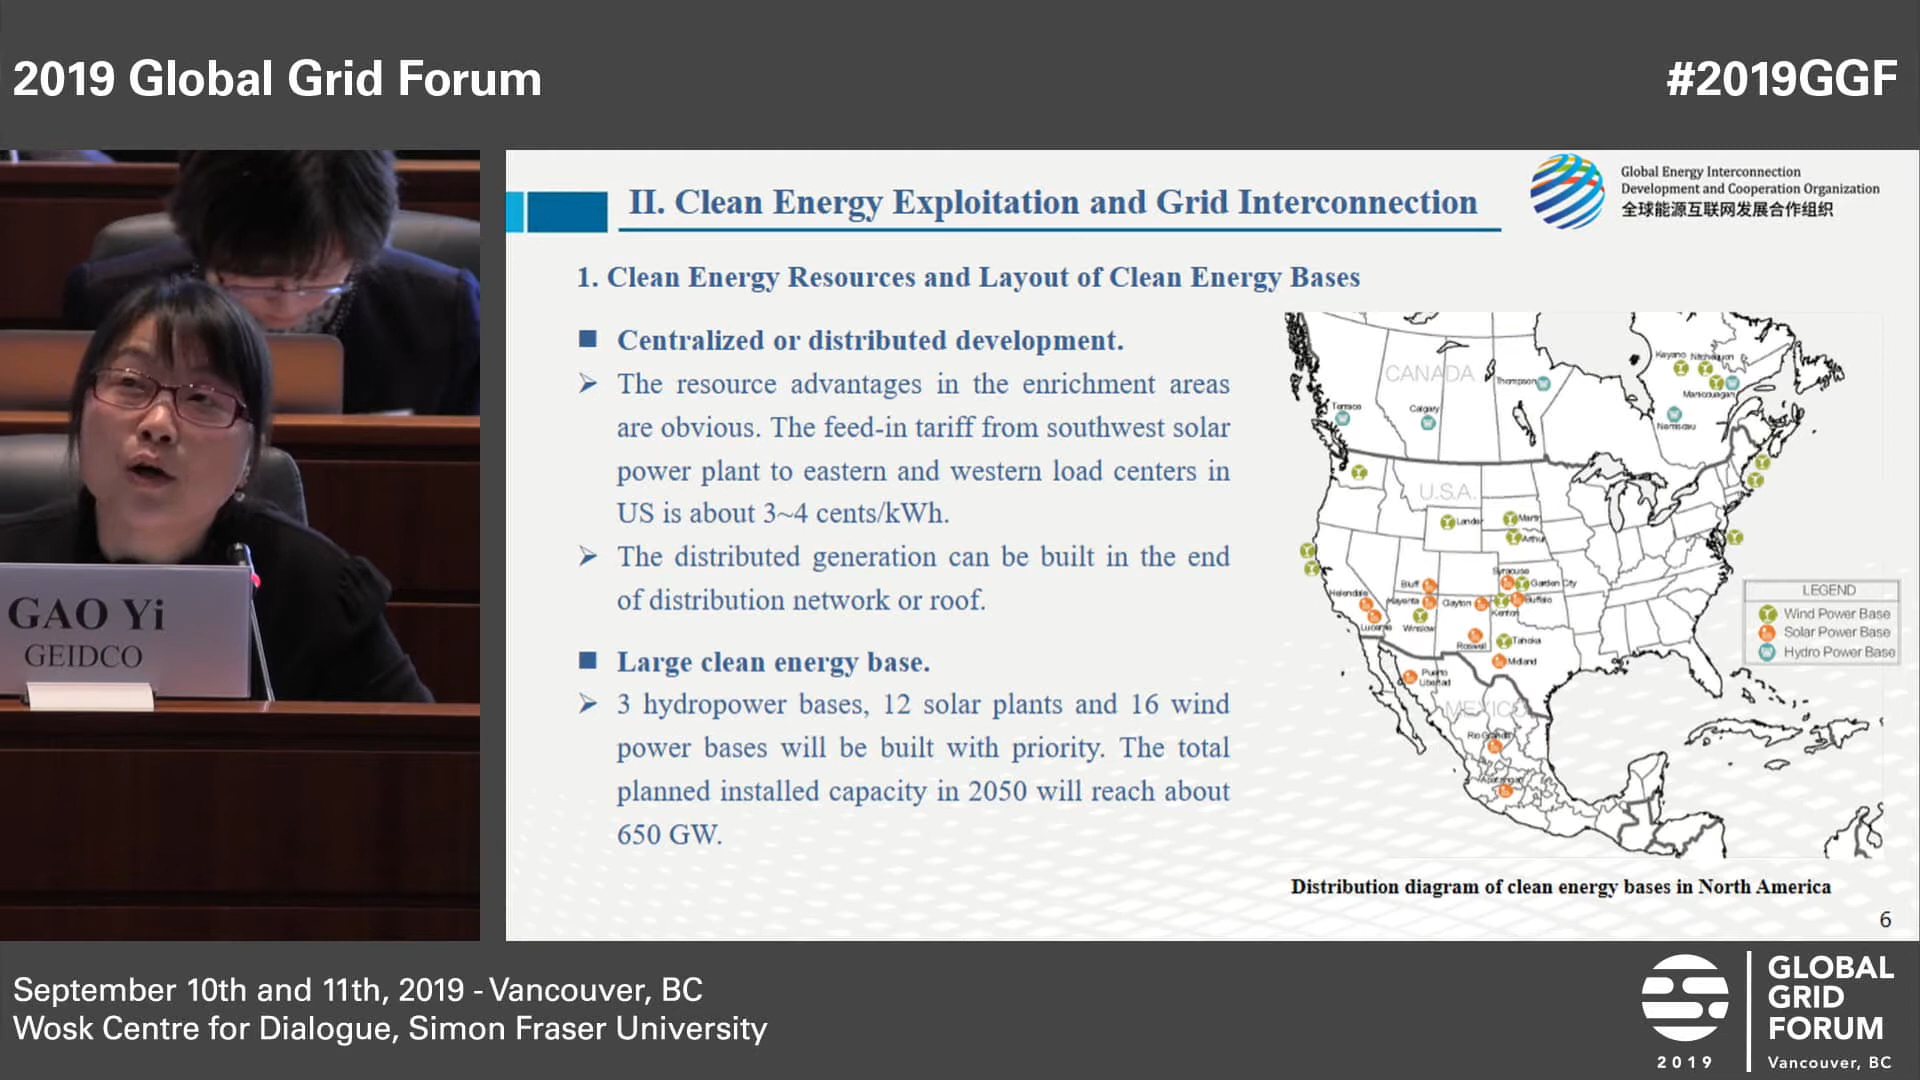 2019 Global Grid Forum
#2019GGF
GAO Yi
GEIDCO
II. Clean Energy Exploitation and Grid Interconnection
Global Energy Interconnection
Development and Cooperation Organization
全球能源互联网发展合作组织
1. Clean Energy Resources and Layout of Clean Energy Bases
Centralized or distributed development.
The resource advantages in the enrichment areas
are obvious. The feed-in tariff from southwest solar
power plant to eastern and western load centers in
US is about 3~4 cents/kWh.
The distributed generation can be built in the end
of distribution network or roof.
Large clean energy base.
3 hydropower bases, 12 solar plants and 16 wind
power bases will be built with priority. The total
planned installed capacity in 2050 will reach about
650 GW.
CANADA
Thompson
Terrace
Calgary
Manicouagan
U.S.A.
Lander
Martin
Arthur
Syracuse
Bluff
Garden City
Kayenta
Gayton
Buffalo
Kenton
Winslow
Roswell
Tahoka
Midland
Puerto
Libertad
MEXICO
Rio Grande
LEGEND
Wind Power Base
Solar Power Base
Hydro Power Base
Distribution diagram of clean energy bases in North America
6
September 10th and 11th, 2019 - Vancouver, BC
Wosk Centre for Dialogue, Simon Fraser University
GLOBAL
GRID
FORUM
2019
Vancouver, BC